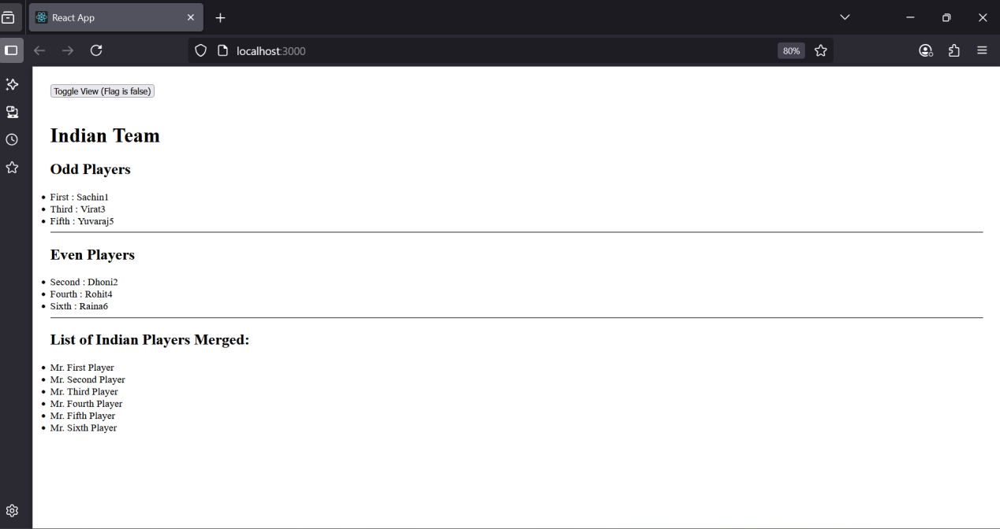 React App
localhost:3000
80%
Toggle View (Flag is false)
Indian Team
Odd Players
First : Sachin1
Third : Virat3
Fifth : Yuvaraj5
Even Players
Second : Dhoni2
Fourth : Rohit4
Sixth : Raina6
List of Indian Players Merged:
Mr. First Player
Mr. Second Player
Mr. Third Player
Mr. Fourth Player
Mr. Fifth Player
Mr. Sixth Player